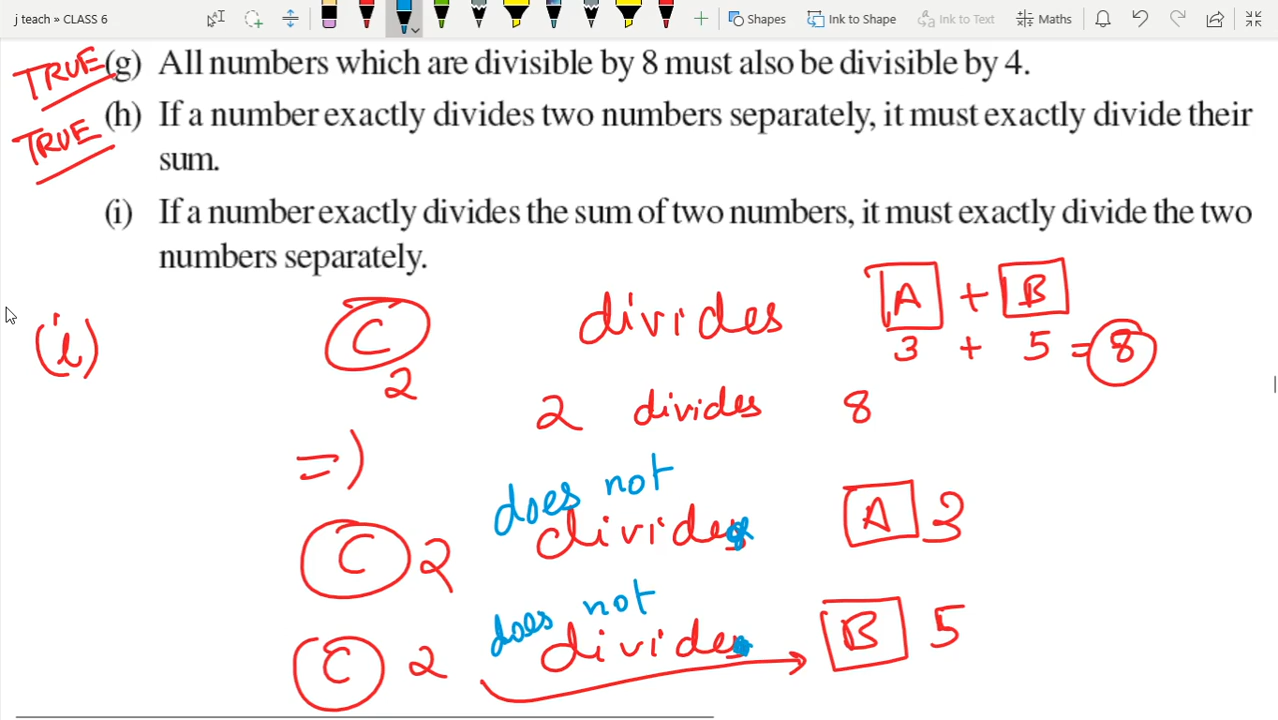 j teach » CLASS 6
Shapes Ink to Shape Ink to Text Maths
TRUE (g) All numbers which are divisible by 8 must also be divisible by 4.
TRUE (h) If a number exactly divides two numbers separately, it must exactly divide their
sum.
(i) If a number exactly divides the sum of two numbers, it must exactly divide the two
numbers separately.
(i) C divides A + B
2 3 + 5 = 8
2 divides 8
=)
does not
C 2 divide A 3
does not
C 2 divide B 5